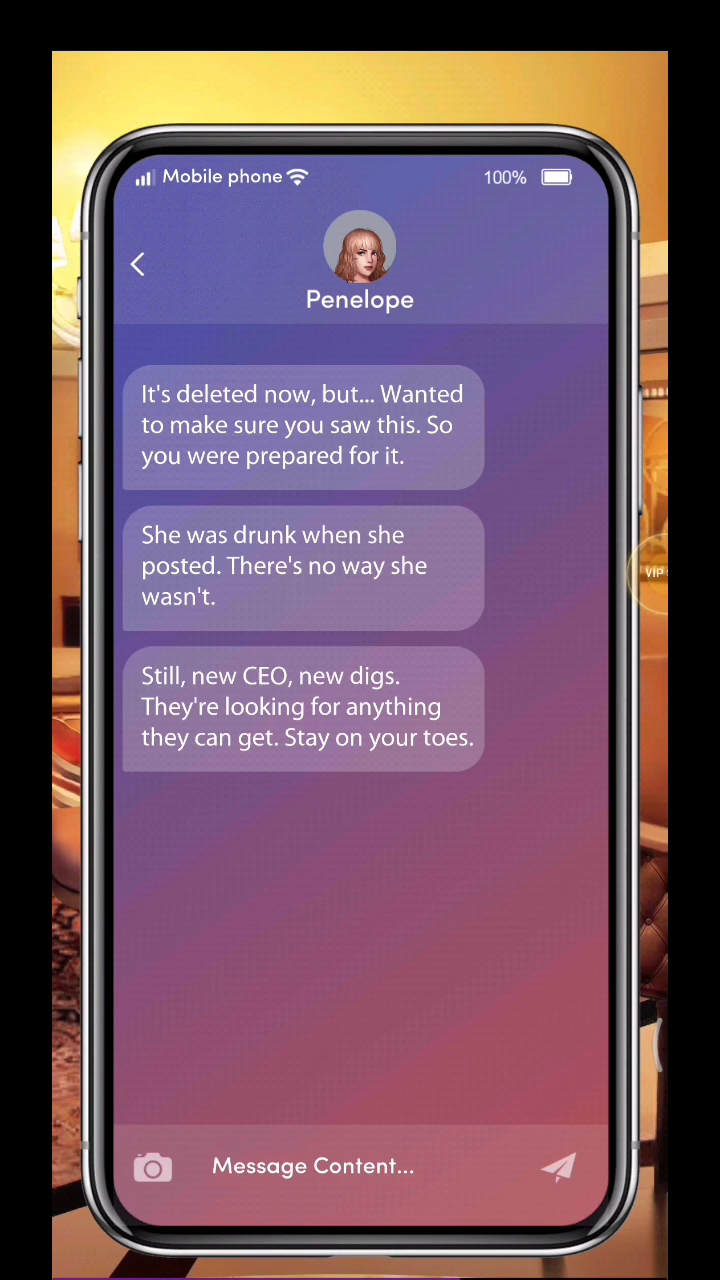 Mobile phone
100%
Penelope
It's deleted now, but... Wanted
to make sure you saw this. So
you were prepared for it.
She was drunk when she
posted. There's no way she
wasn't.
VIP
Still, new CEO, new digs.
They're looking for anything
they can get. Stay on your toes.
Message Content...